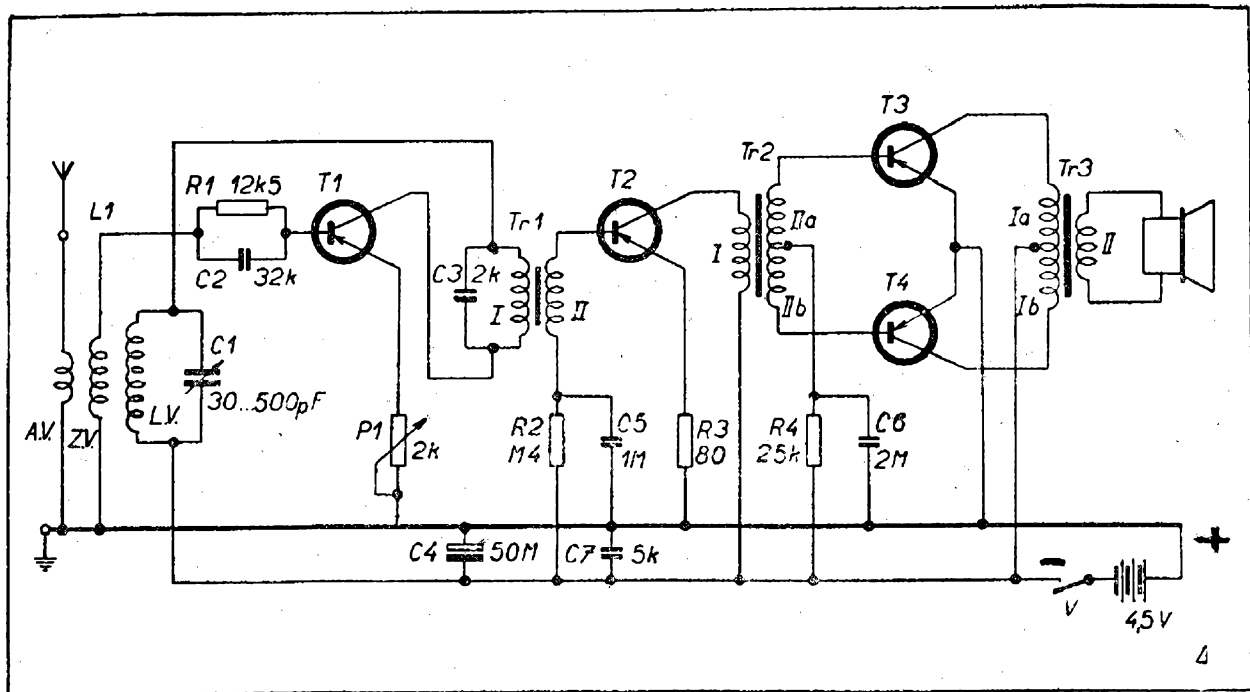 L1
R1 12k5
C2 32k
T1
A.V.
Z.V.
L.V.
C1
30...500pF
P1
2k
C3 2k
Tr1
I
II
T2
R2
M4
C5
1M
R3
80
C4 50M
C7 5k
Tr2
I
IIa
IIb
T3
T4
R4
25k
C6
2M
Tr3
Ia
Ib
II
+
-
V
4,5V
4